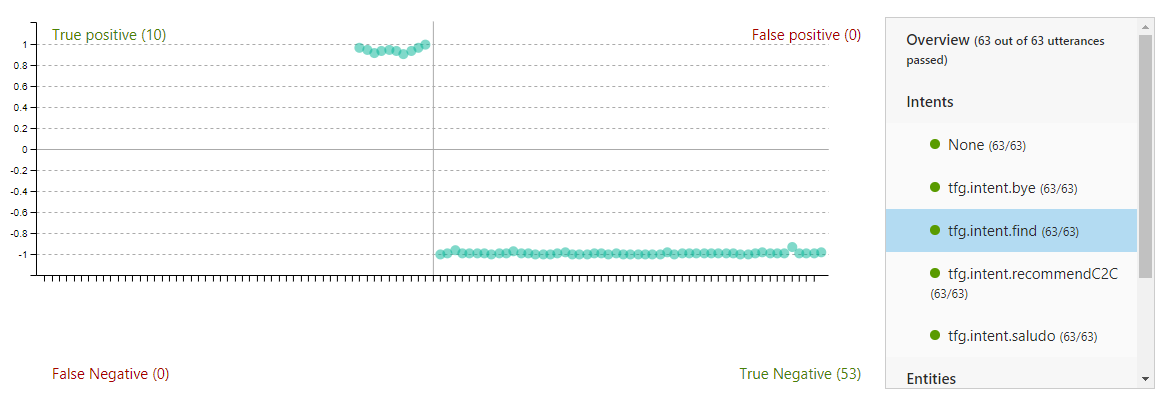 True positive (10)
False positive (0)
1
0.8
0.6
0.4
0.2
0
-0.2
-0.4
-0.6
-0.8
-1
False Negative (0)
True Negative (53)
Overview (63 out of 63 utterances
passed)
Intents
None (63/63)
tfg.intent.bye (63/63)
tfg.intent.find (63/63)
tfg.intent.recommendC2C
(63/63)
tfg.intent.saludo (63/63)
Entities